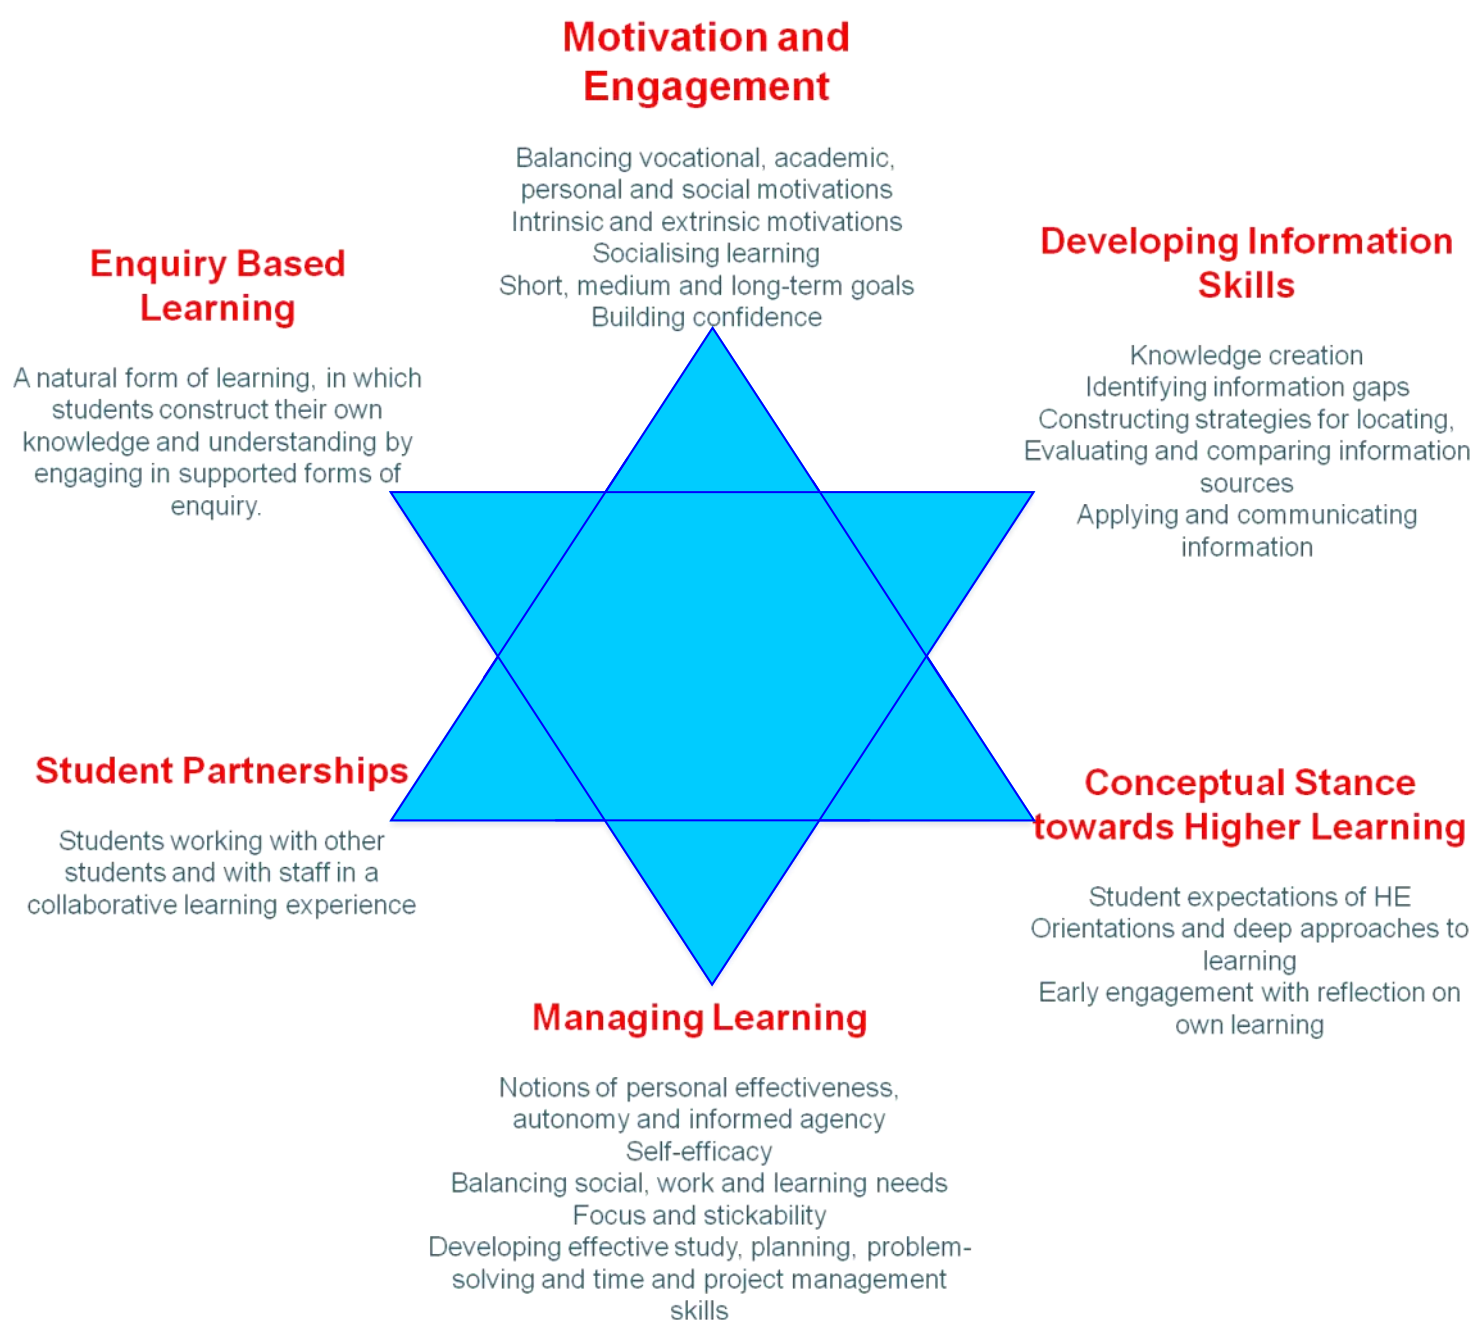 Motivation and
Engagement
Balancing vocational, academic,
personal and social motivations
Intrinsic and extrinsic motivations
Socialising learning
Short, medium and long-term goals
Building confidence
Enquiry Based
Learning
A natural form of learning, in which
students construct their own
knowledge and understanding by
engaging in supported forms of
enquiry.
Developing Information
Skills
Knowledge creation
Identifying information gaps
Constructing strategies for locating,
Evaluating and comparing information
sources
Applying and communicating
information
Student Partnerships
Students working with other
students and with staff in a
collaborative learning experience
Conceptual Stance
towards Higher Learning
Student expectations of HE
Orientations and deep approaches to
learning
Early engagement with reflection on
own learning
Managing Learning
Notions of personal effectiveness,
autonomy and informed agency
Self-efficacy
Balancing social, work and learning needs
Focus and stickability
Developing effective study, planning, problem-
solving and time and project management
skills